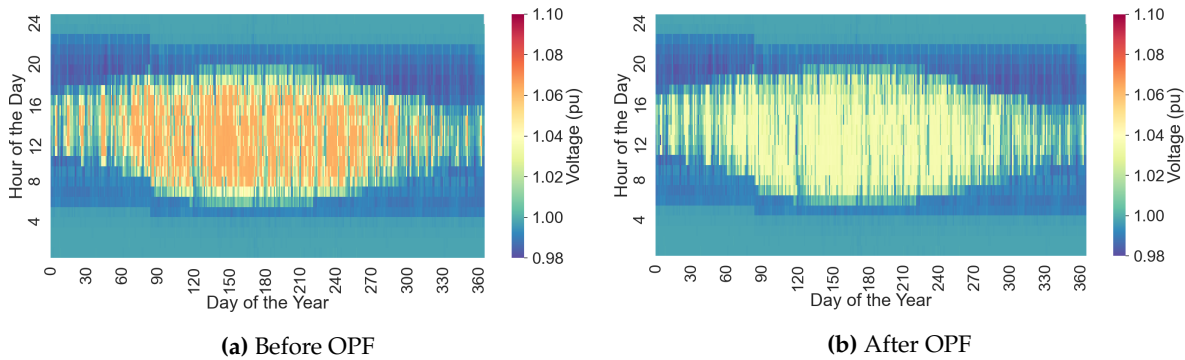 24
20
16
12
8
4
Hour of the Day
0 30 60 90 120 150 180 210 240 270 300 330 360
Day of the Year
1.10
1.08
1.06
1.04
1.02
1.00
0.98
Voltage (pu)
(a) Before OPF
24
20
16
12
8
4
Hour of the Day
0 30 60 90 120 150 180 210 240 270 300 330 360
Day of the Year
1.10
1.08
1.06
1.04
1.02
1.00
0.98
Voltage (pu)
(b) After OPF